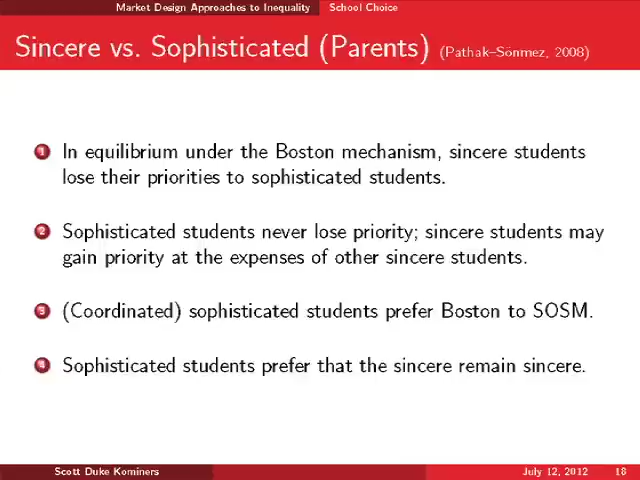 Market Design Approaches to Inequality School Choice
Sincere vs. Sophisticated (Parents) (Pathak–Sönmez, 2008)
1 In equilibrium under the Boston mechanism, sincere students
lose their priorities to sophisticated students.
2 Sophisticated students never lose priority; sincere students may
gain priority at the expenses of other sincere students.
3 (Coordinated) sophisticated students prefer Boston to SOSM.
4 Sophisticated students prefer that the sincere remain sincere.
Scott Duke Kominers July 12, 2012 18